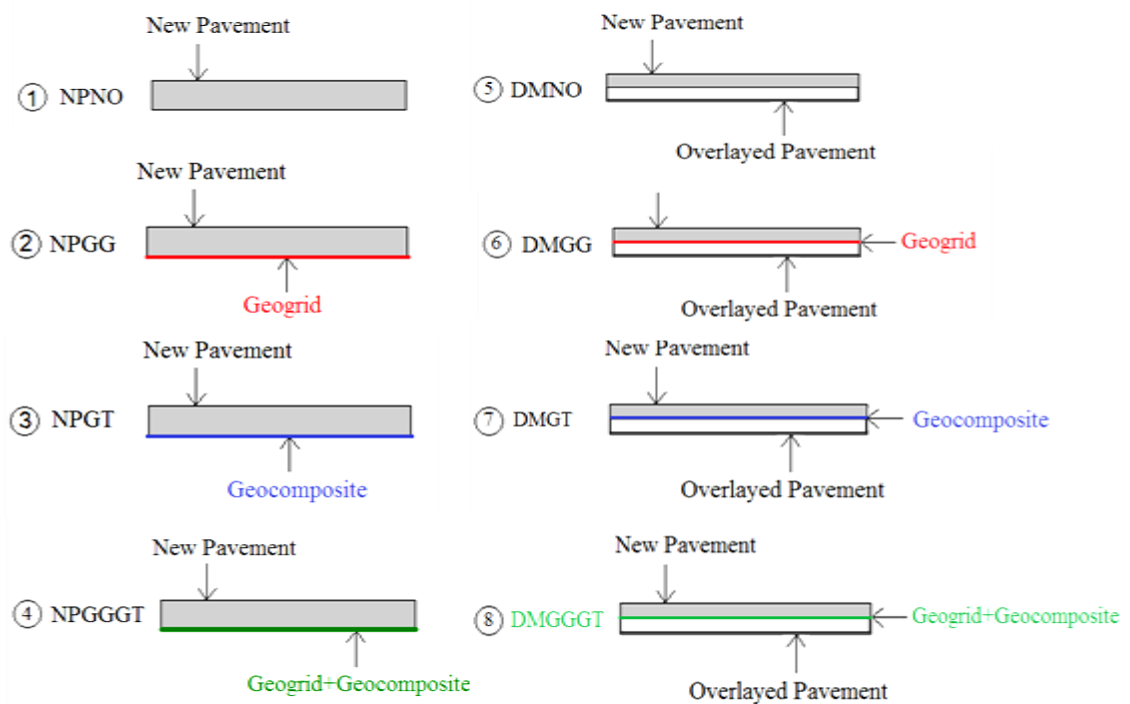 New Pavement
① NPNO
New Pavement
② NPGG
Geogrid
New Pavement
③ NPGT
Geocomposite
New Pavement
④ NPGGGT
Geogrid+Geocomposite
New Pavement
⑤ DMNO
Overlayed Pavement
⑥ DMGG
Geogrid
Overlayed Pavement
New Pavement
⑦ DMGT
Geocomposite
Overlayed Pavement
New Pavement
⑧ DMGGGT
Geogrid+Geocomposite
Overlayed Pavement